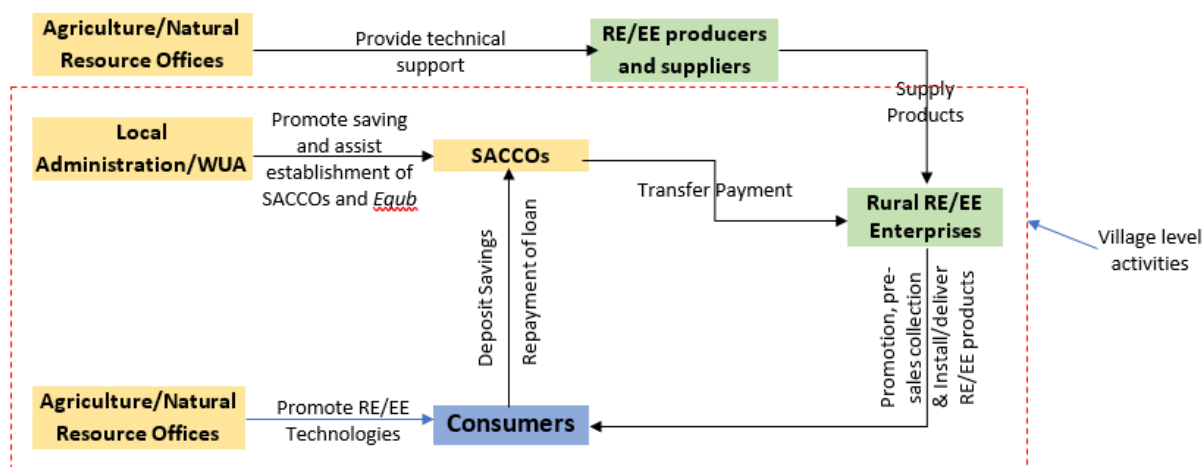 Agriculture/Natural
Resource Offices
Provide technical
support
RE/EE producers
and suppliers
Supply
Products
Local
Administration/WUA
Promote saving
and assist
establishment of
SACCOs and Equb
SACCOs
Transfer Payment
Rural RE/EE
Enterprises
Village level
activities
Deposit Savings
Repayment of loan
Promotion, pre-
sales collection
& Install/deliver
RE/EE products
Agriculture/Natural
Resource Offices
Promote RE/EE
Technologies
Consumers